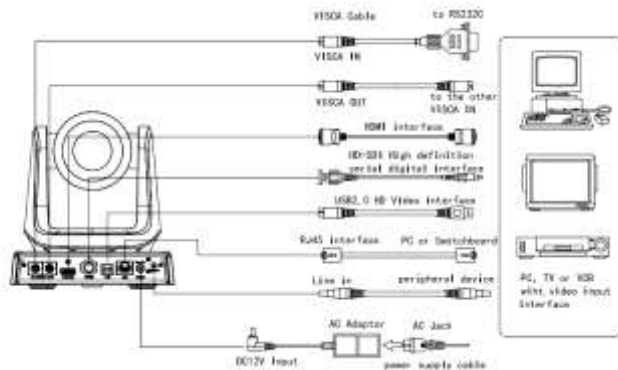 VISCA Cable
to RS232C
VISCA IN
VISCA OUT
to the other
VISCA IN
HDMI interface
HD-SDI High definition
serial digital interface
USB2.0 HD Video interface
RJ45 interface
PC or Switchboard
Line in
peripheral device
AC Adaptor
AC Jack
DC12V Input
power supply cable
PC, TV or VCR
with video input
interface